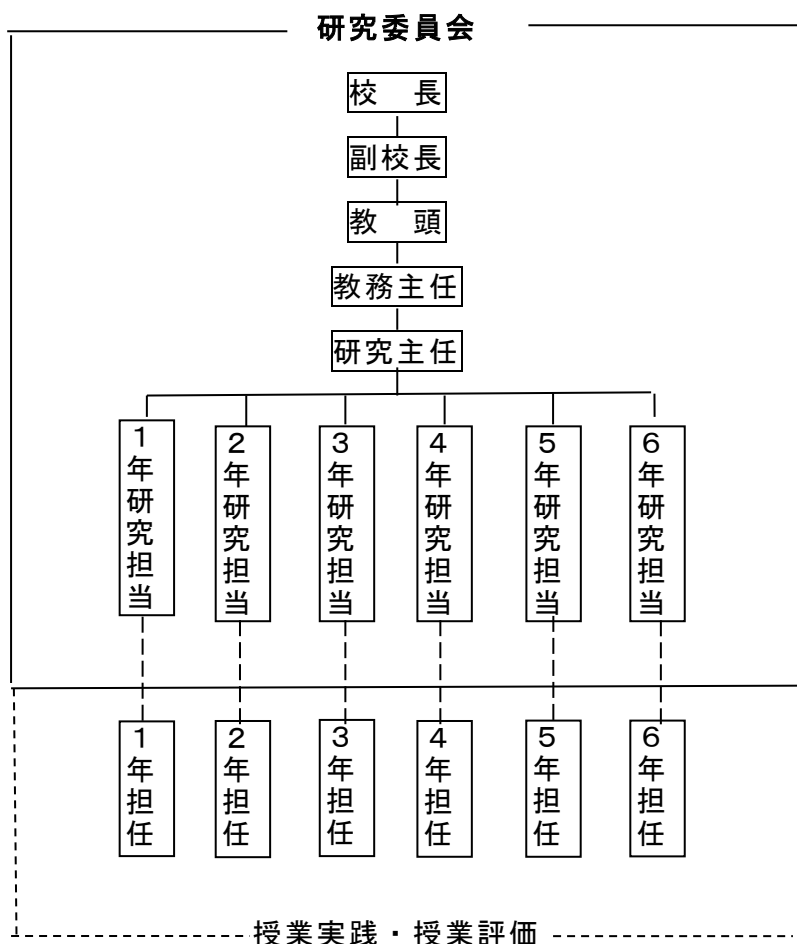 研究委員会
校　長
副校長
教　頭
教務主任
研究主任
１年研究担当
２年研究担当
３年研究担当
４年研究担当
５年研究担当
６年研究担当
１年担任
２年担任
３年担任
４年担任
５年担任
６年担任
授業実践・授業評価